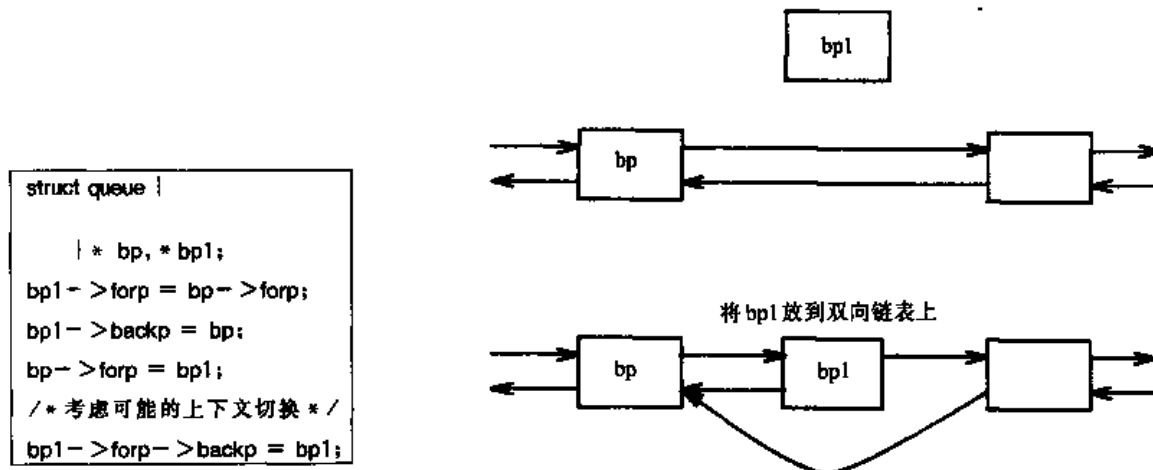 struct queue {
} * bp, * bp1;
bp1->forp = bp->forp;
bp1->backp = bp;
bp->forp = bp1;
/* 考虑可能的上下文切换 */
bp1->forp->backp = bp1;
bp1
bp
将bp1放到双向链表上
bp
bp1